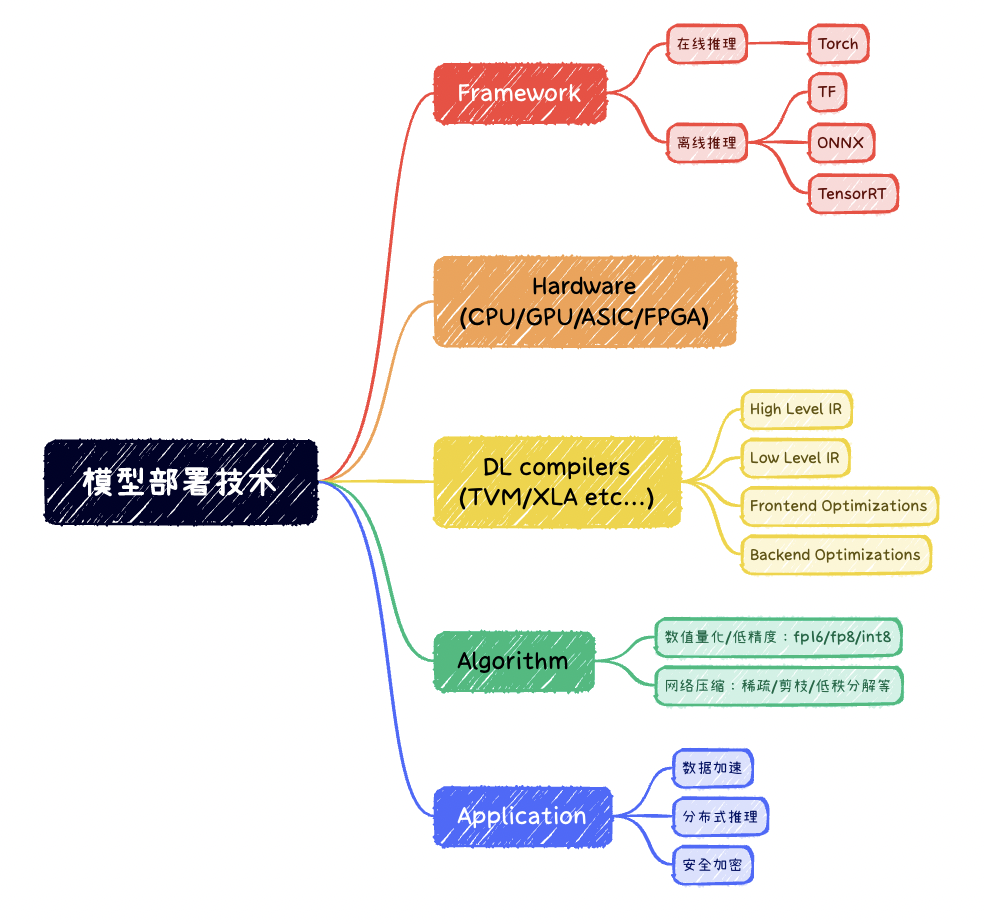 模型部署技术
Framework
在线推理
Torch
离线推理
TF
ONNX
TensorRT
Hardware
(CPU/GPU/ASIC/FPGA)
DL compilers
(TVM/XLA etc...)
High Level IR
Low Level IR
Frontend Optimizations
Backend Optimizations
Algorithm
数值量化/低精度：fp16/fp8/int8
网络压缩：稀疏/剪枝/低秩分解等
Application
数据加速
分布式推理
安全加密